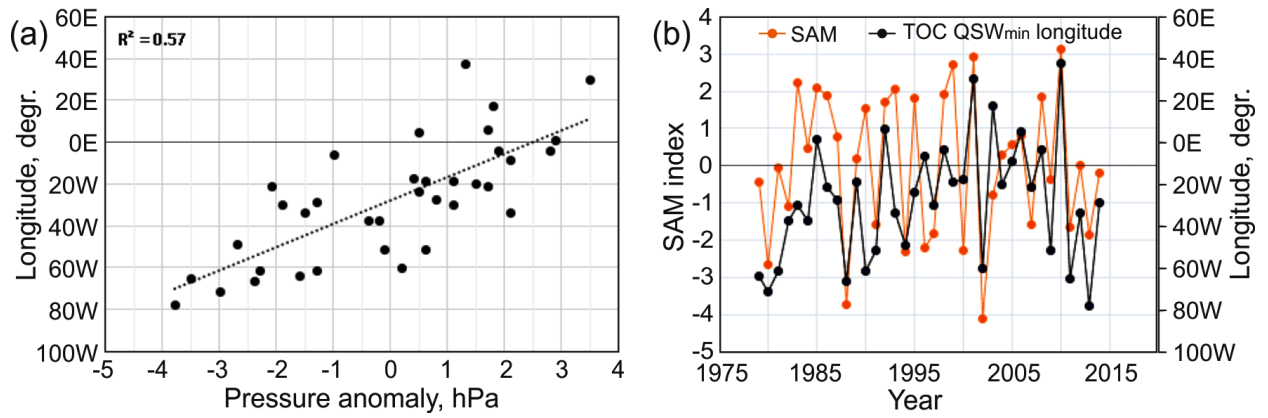 (a)
R² = 0.57
60E
40E
20E
0E
20W
40W
60W
80W
100W
Longitude, degr.
-5 -4 -3 -2 -1 0 1 2 3 4
Pressure anomaly, hPa
(b)
SAM TOC QSWmin longitude
4
3
2
1
0
-1
-2
-3
-4
-5
SAM index
60E
40E
20E
0E
20W
40W
60W
80W
100W
Longitude, degr.
1975 1985 1995 2005 2015
Year